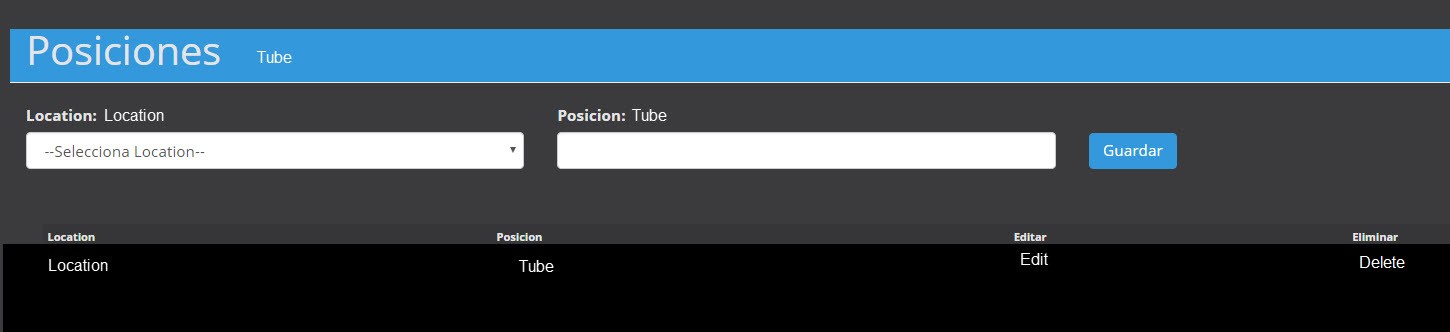 Posiciones Tube
Location: Location Posicion: Tube
--Selecciona Location-- Guardar
Location Posicion Editar Eliminar
Location Tube Edit Delete